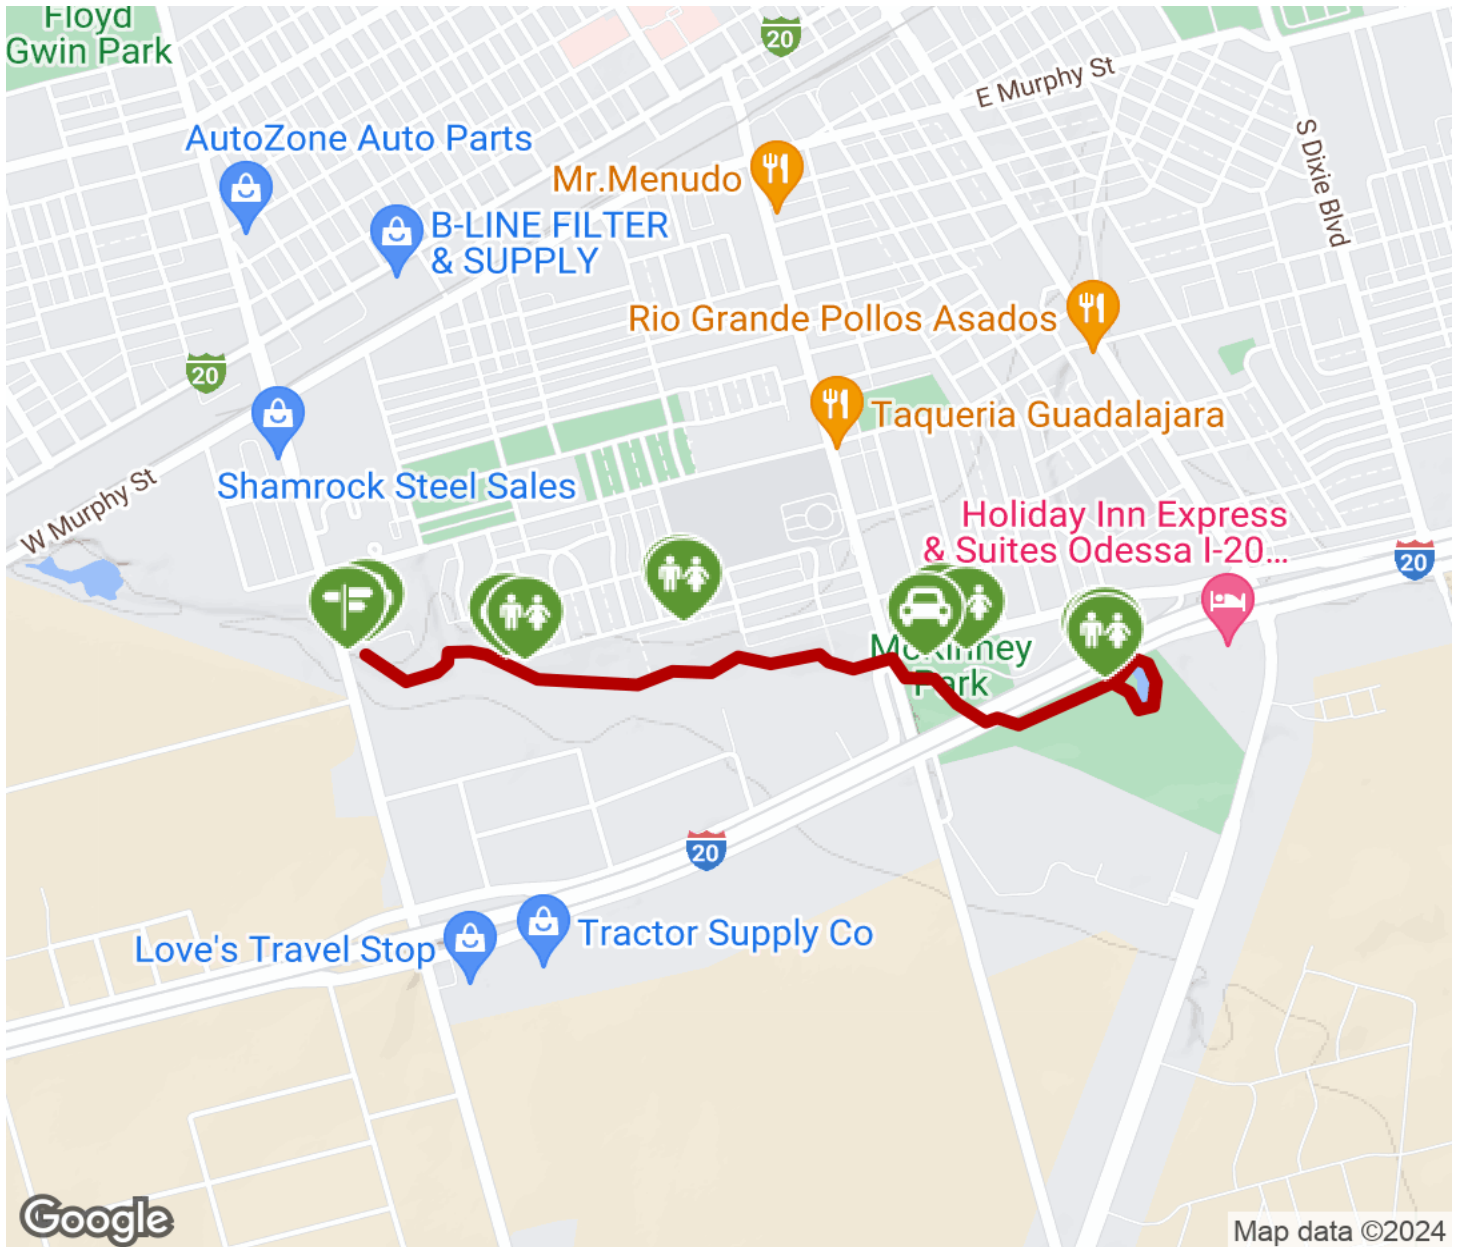 Floyd
Gwin Park
20
E Murphy St
AutoZone Auto Parts
S Dixie Blvd
Mr.Menudo
B-LINE FILTER
& SUPPLY
Rio Grande Pollos Asados
20
Taqueria Guadalajara
Shamrock Steel Sales
W Murphy St
Holiday Inn Express
& Suites Odessa I-20...
20
McKinney
Park
20
Love's Travel Stop
Tractor Supply Co
Google
Map data ©2024